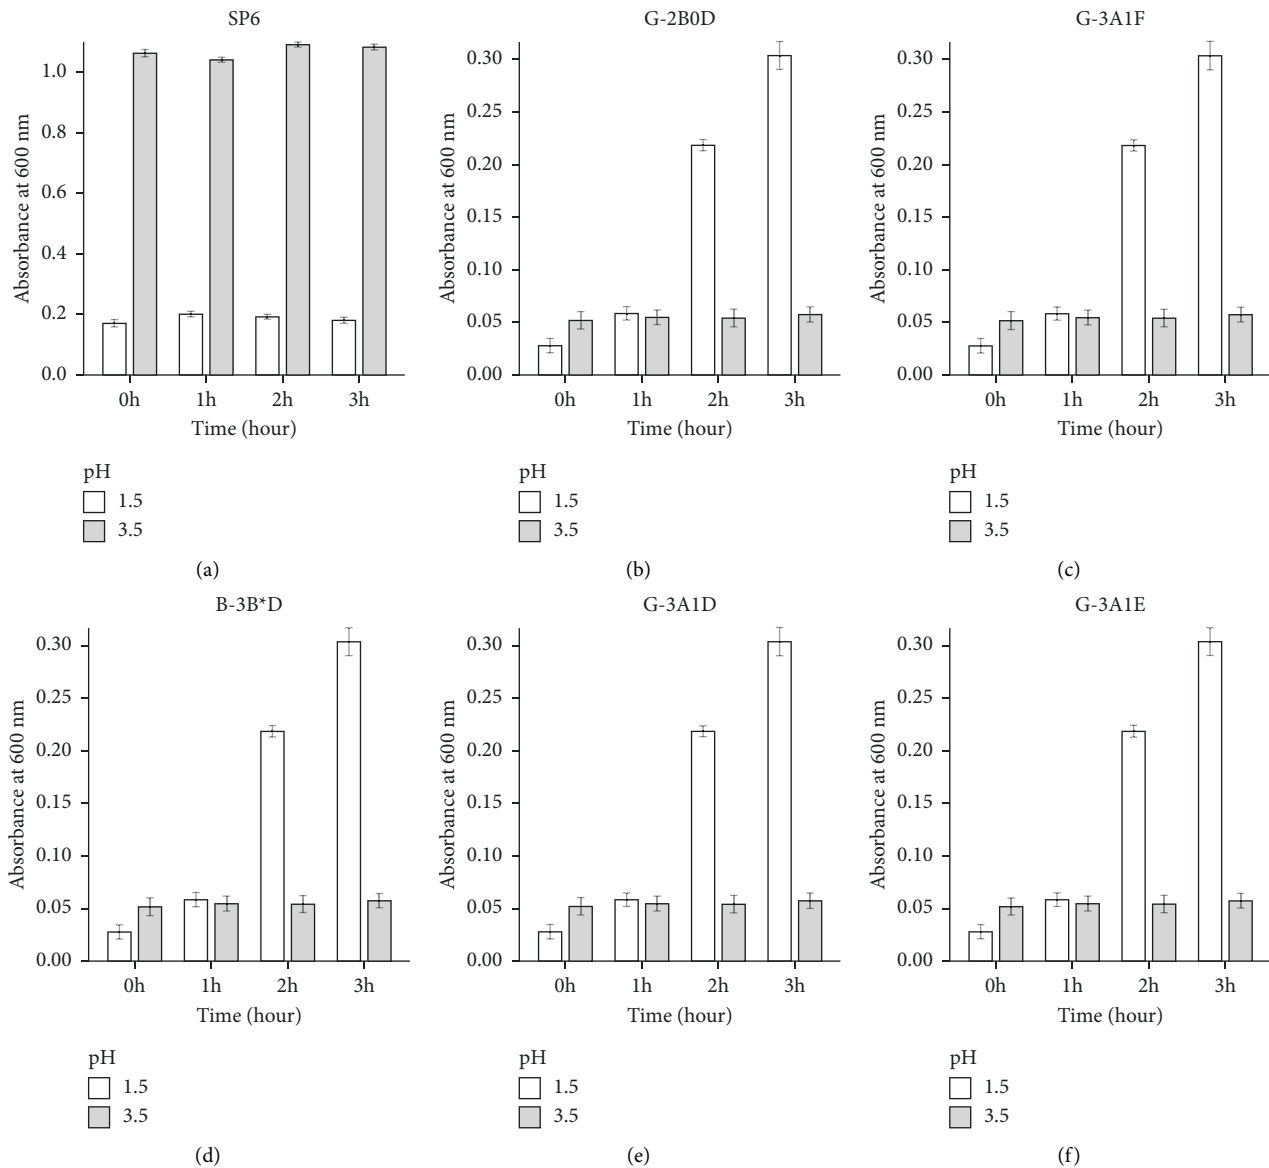 SP6
Absorbance at 600 nm
1.0
0.8
0.6
0.4
0.2
0.0
0h 1h 2h 3h
Time (hour)
pH
1.5
3.5
(a)
G-2B0D
Absorbance at 600 nm
0.30
0.25
0.20
0.15
0.10
0.05
0.00
0h 1h 2h 3h
Time (hour)
pH
1.5
3.5
(b)
G-3A1F
Absorbance at 600 nm
0.30
0.25
0.20
0.15
0.10
0.05
0.00
0h 1h 2h 3h
Time (hour)
pH
1.5
3.5
(c)
B-3B*D
Absorbance at 600 nm
0.30
0.25
0.20
0.15
0.10
0.05
0.00
0h 1h 2h 3h
Time (hour)
pH
1.5
3.5
(d)
G-3A1D
Absorbance at 600 nm
0.30
0.25
0.20
0.15
0.10
0.05
0.00
0h 1h 2h 3h
Time (hour)
pH
1.5
3.5
(e)
G-3A1E
Absorbance at 600 nm
0.30
0.25
0.20
0.15
0.10
0.05
0.00
0h 1h 2h 3h
Time (hour)
pH
1.5
3.5
(f)